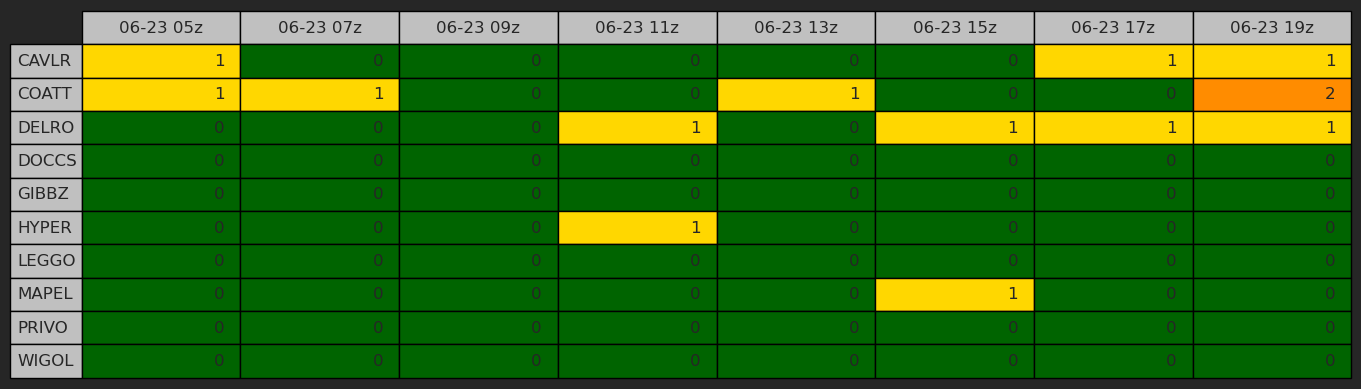 06-23 05z 06-23 07z 06-23 09z 06-23 11z 06-23 13z 06-23 15z 06-23 17z 06-23 19z
CAVLR 1 0 0 0 0 0 1 1
COATT 1 1 0 0 1 0 0 2
DELRO 0 0 0 1 0 1 1 1
DOCCS 0 0 0 0 0 0 0 0
GIBBZ 0 0 0 0 0 0 0 0
HYPER 0 0 0 1 0 0 0 0
LEGGO 0 0 0 0 0 0 0 0
MAPEL 0 0 0 0 0 1 0 0
PRIVO 0 0 0 0 0 0 0 0
WIGOL 0 0 0 0 0 0 0 0